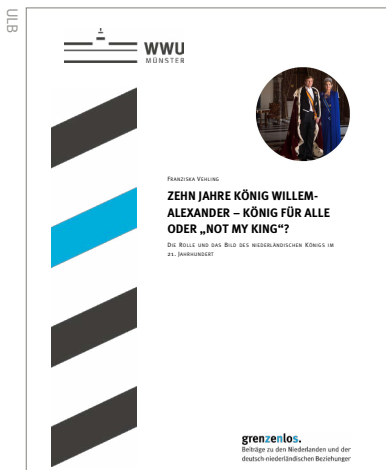 ULB
WWU
MÜNSTER
FRANZISKA VEHLING
ZEHN JAHRE KÖNIG WILLEM-
ALEXANDER – KÖNIG FÜR ALLE
ODER „NOT MY KING“?
DIE ROLLE UND DAS BILD DES NIEDERLÄNDISCHEN KÖNIGS IM
21. JAHRHUNDERT
grenzenlos.
Beiträge zu den Niederlanden und der
deutsch-niederländischen Beziehungen